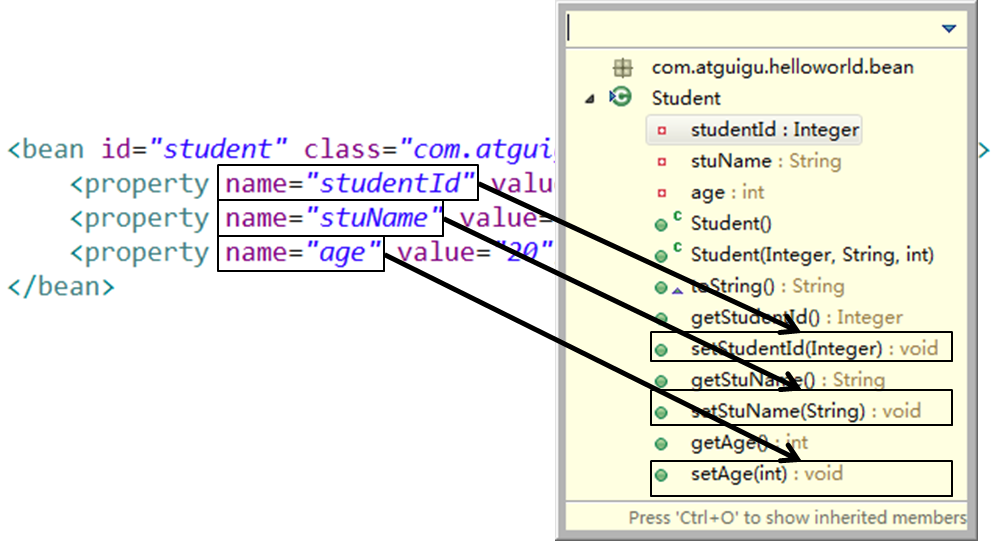 <bean id="student" class="com.atgui >
<property name="studentId" valu
<property name="stuName" value=
<property name="age" value="20"
</bean>
com.atguigu.helloworld.bean
Student
studentId : Integer
stuName : String
age : int
C Student()
C Student(Integer, String, int)
toString() : String
getStudentId() : Integer
setStudentId(Integer) : void
getStuName() : String
setStuName(String) : void
getAge() : int
setAge(int) : void
Press 'Ctrl+O' to show inherited members